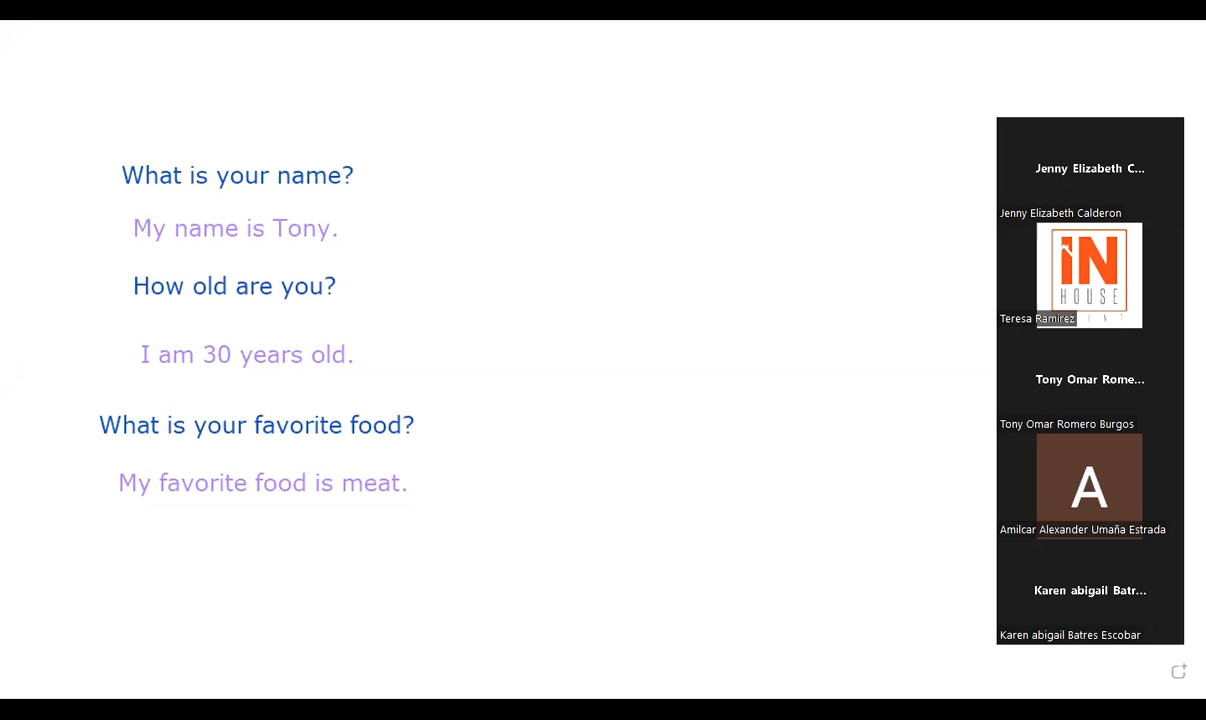 What is your name?
My name is Tony.
How old are you?
I am 30 years old.
What is your favorite food?
My favorite food is meat.
Jenny Elizabeth C...
Jenny Elizabeth Calderon
iN
HOUSE
Teresa Ramirez
Tony Omar Rome...
Tony Omar Romero Burgos
A
Amilcar Alexander Umaña Estrada
Karen abigail Batr...
Karen abigail Batres Escobar